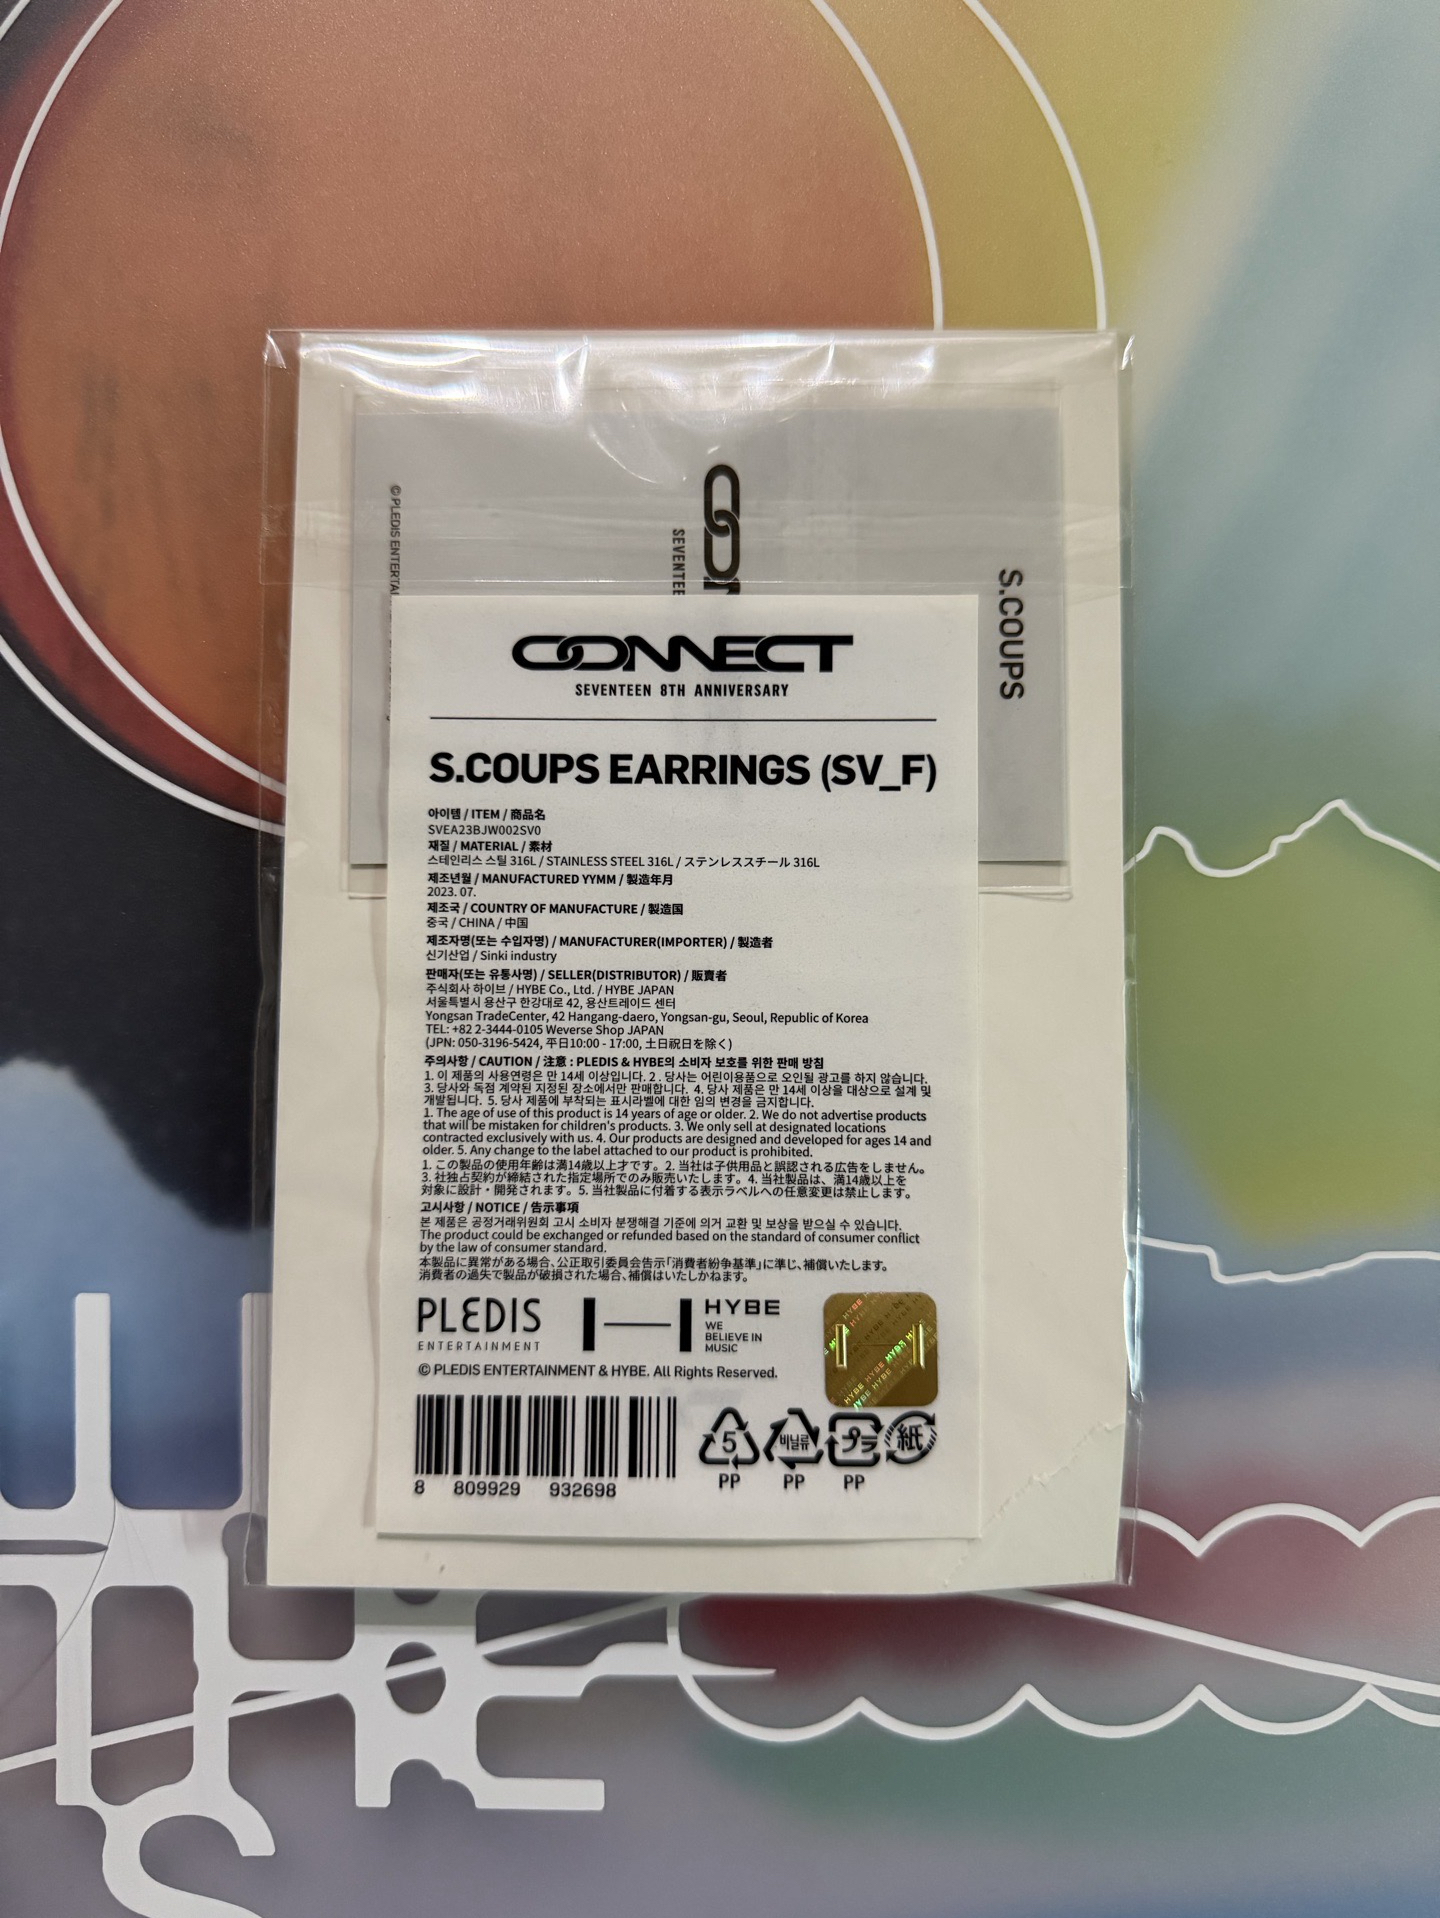 © PLEDIS ENTERTAI
SEVENTEE
S.COUPS
CONNECT
SEVENTEEN 8TH ANNIVERSARY
S.COUPS EARRINGS (SV_F)
아이템 / ITEM / 商品名
SVEA23BJW002SV0
재질 / MATERIAL / 素材
스테인리스 스틸 316L / STAINLESS STEEL 316L / ステンレススチール 316L
제조년월 / MANUFACTURED YYMM / 製造年月
2023. 07.
제조국 / COUNTRY OF MANUFACTURE / 製造国
중국 / CHINA / 中国
제조자명(또는 수입자명) / MANUFACTURER(IMPORTER) / 製造者
신기산업 / Sinki industry
판매자(또는 유통사명) / SELLER(DISTRIBUTOR) / 販賣者
주식회사 하이브 / HYBE Co., Ltd. / HYBE JAPAN
서울특별시 용산구 한강대로 42, 용산트레이드 센터
Yongsan TradeCenter, 42 Hangang-daero, Yongsan-gu, Seoul, Republic of Korea
TEL: +82 2-3444-0105 Weverse Shop JAPAN
(JPN: 050-3196-5424, 平日10:00 - 17:00, 土日祝日を除く)
주의사항 / CAUTION / 注意 : PLEDIS & HYBE의 소비자 보호를 위한 판매 방침
1. 이 제품의 사용연령은 만 14세 이상입니다. 2 . 당사는 어린이용품으로 오인될 광고를 하지 않습니다.
3. 당사와 독점 계약된 지정된 장소에서만 판매합니다. 4. 당사 제품은 만 14세 이상을 대상으로 설계 및
개발됩니다. 5. 당사 제품에 부착되는 표시라벨에 대한 임의 변경을 금지합니다.
1. The age of use of this product is 14 years of age or older. 2. We do not advertise products
that will be mistaken for children's products. 3. We only sell at designated locations
contracted exclusively with us. 4. Our products are designed and developed for ages 14 and
older. 5. Any change to the label attached to our product is prohibited.
1. この製品の使用年齢は満14歳以上才です。2. 当社は子供用品と誤認される広告をしません。
3. 社独占契約が締結された指定場所でのみ販売いたします。4. 当社製品は、満14歳以上を
対象に設計・開発されます。5. 当社製品に付着する表示ラベルへの任意変更は禁止します。
고시사항 / NOTICE / 告示事項
본 제품은 공정거래위원회 고시 소비자 분쟁해결 기준에 의거 교환 및 보상을 받으실 수 있습니다.
The product could be exchanged or refunded based on the standard of consumer conflict
by the law of consumer standard.
本製品に異常がある場合、公正取引委員会告示「消費者紛争基準」に準じ、補償いたします。
消費者の過失で製品が破損された場合、補償はいたしかねます。
PLEDIS
ENTERTAINMENT
HYBE
WE
BELIEVE IN
MUSIC
© PLEDIS ENTERTAINMENT & HYBE. All Rights Reserved.
8 809929 932698
5 비닐류 プラ 紙
PP PP PP